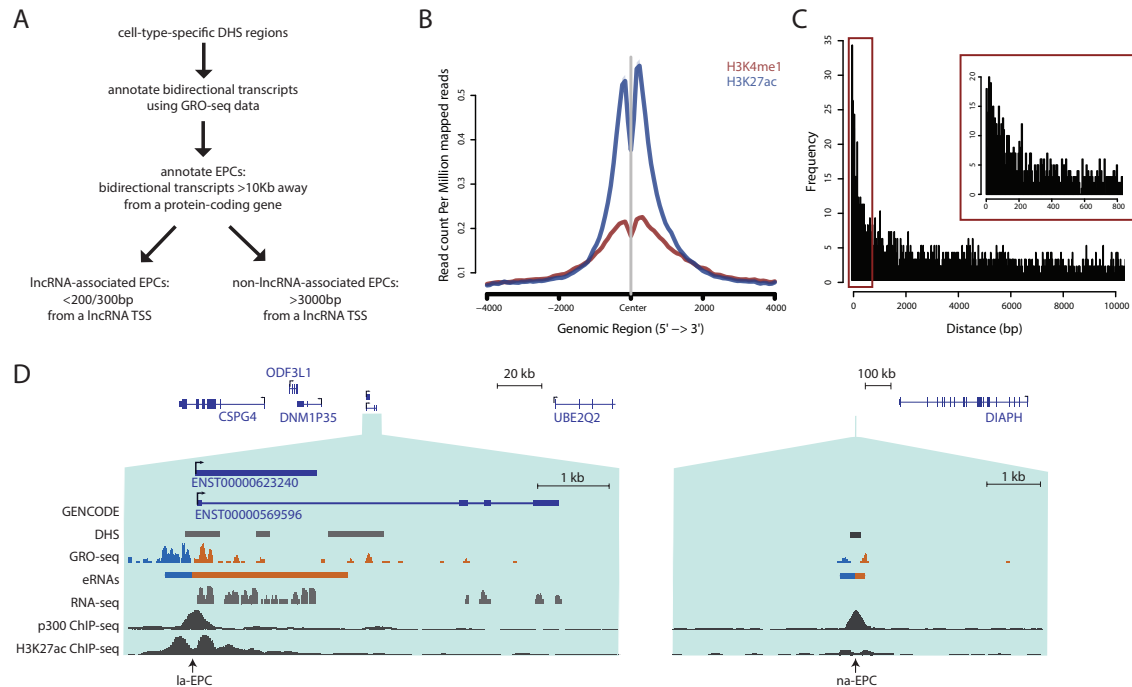 A
cell-type-specific DHS regions
annotate bidirectional transcripts
using GRO-seq data
annotate EPCs:
bidirectional transcripts >10Kb away
from a protein-coding gene
lncRNA-associated EPCs:
<200/300bp
from a lncRNA TSS
non-lncRNA-associated EPCs:
>3000bp
from a lncRNA TSS
B
H3K4me1
H3K27ac
Read count Per Million mapped reads
0.1
0.2
0.3
0.4
0.5
-4000
-2000
Center
2000
4000
Genomic Region (5' -> 3')
C
Frequency
0
5
10
15
20
25
30
35
0
2000
4000
6000
8000
10000
Distance (bp)
0
5
10
15
20
0
200
400
600
800
D
ODF3L1
CSPG4
DNM1P35
20 kb
UBE2Q2
100 kb
DIAPH
1 kb
ENST00000623240
ENST00000569596
GENCODE
DHS
GRO-seq
eRNAs
RNA-seq
p300 ChIP-seq
H3K27ac ChIP-seq
la-EPC
1 kb
na-EPC